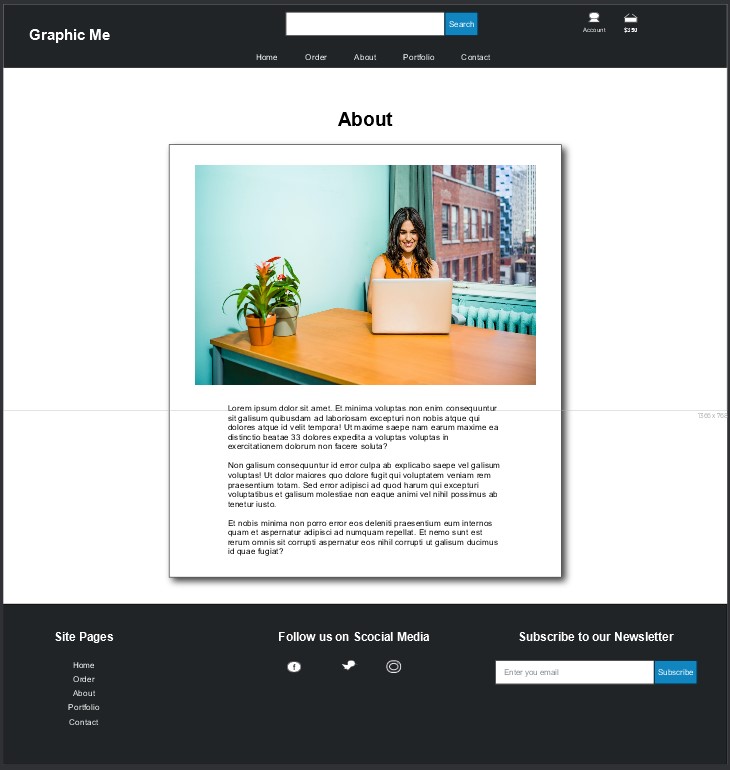 Graphic Me
Search
Account
$350
Home Order About Portfolio Contact
About
Lorem ipsum dolor sit amet. Et minima voluptas non enim consequuntur
sit galisum quibusdam ad laboriosam excepturi non nobis atque qui
dolores atque id velit tempora! Ut maxime saepe nam earum maxime ea
distinctio beatae 33 dolores expedita a voluptas voluptas in
exercitationem dolorum non facere soluta?
Non galisum consequuntur id error culpa ab explicabo saepe vel galisum
voluptas! Ut dolor maiores quo dolore fugit qui voluptatem veniam rem
praesentium totam. Sed error adipisci ad quod harum qui excepturi
voluptatibus et galisum molestiae non eaque animi vel nihil possimus ab
tenetur iusto.
Et nobis minima non porro error eos deleniti praesentium eum internos
quam et aspernatur adipisci ad numquam repellat. Et nemo sunt est
rerum omnis sit corrupti aspernatur eos nihil corrupti ut galisum ducimus
id quae fugiat?
Site Pages
Home
Order
About
Portfolio
Contact
Follow us on Scocial Media
f
Subscribe to our Newsletter
Enter you email
Subscribe